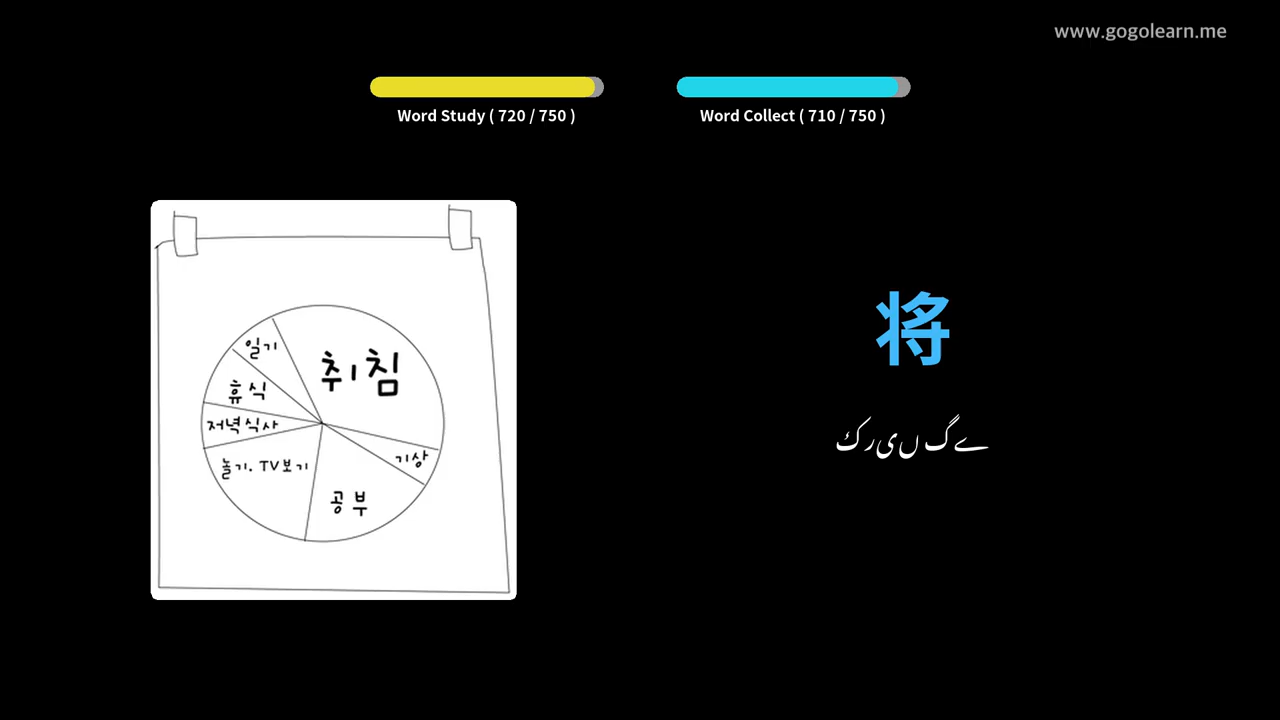 www.gogolearn.me
Word Study ( 720 / 750 )
Word Collect ( 710 / 750 )
일기
취침
휴식
저녁식사
놀기. TV보기
기상
공부
将
کریں گے